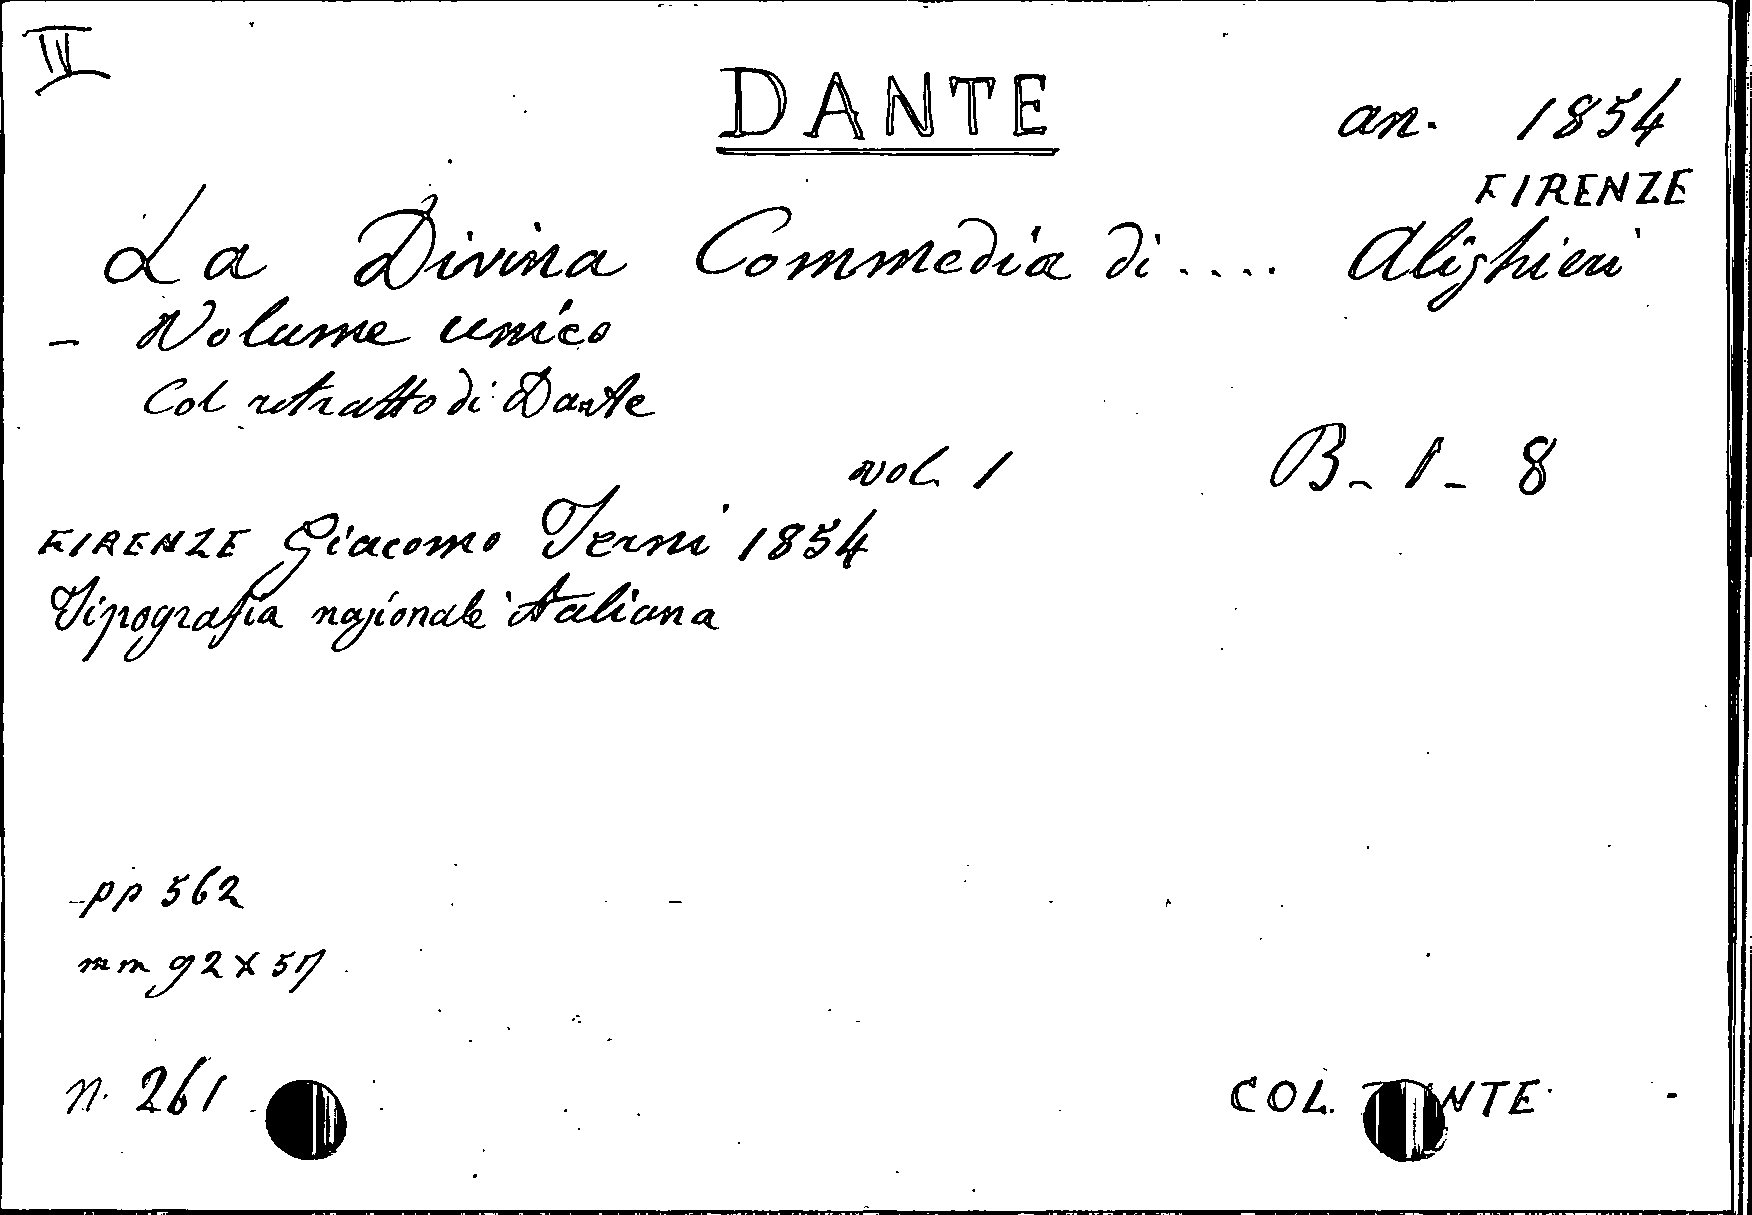 IV
DANTE
an. 1854
FIRENZE
La Divina Commedia di .... Alighieri
- Volume unico
Col ritratto di Dante
vol. 1 B - 1 - 8
FIRENZE Giacomo Terni 1854
Tipografia nazionale italiana
pp 562
mm 92 x 57
n. 261
COL. NTE